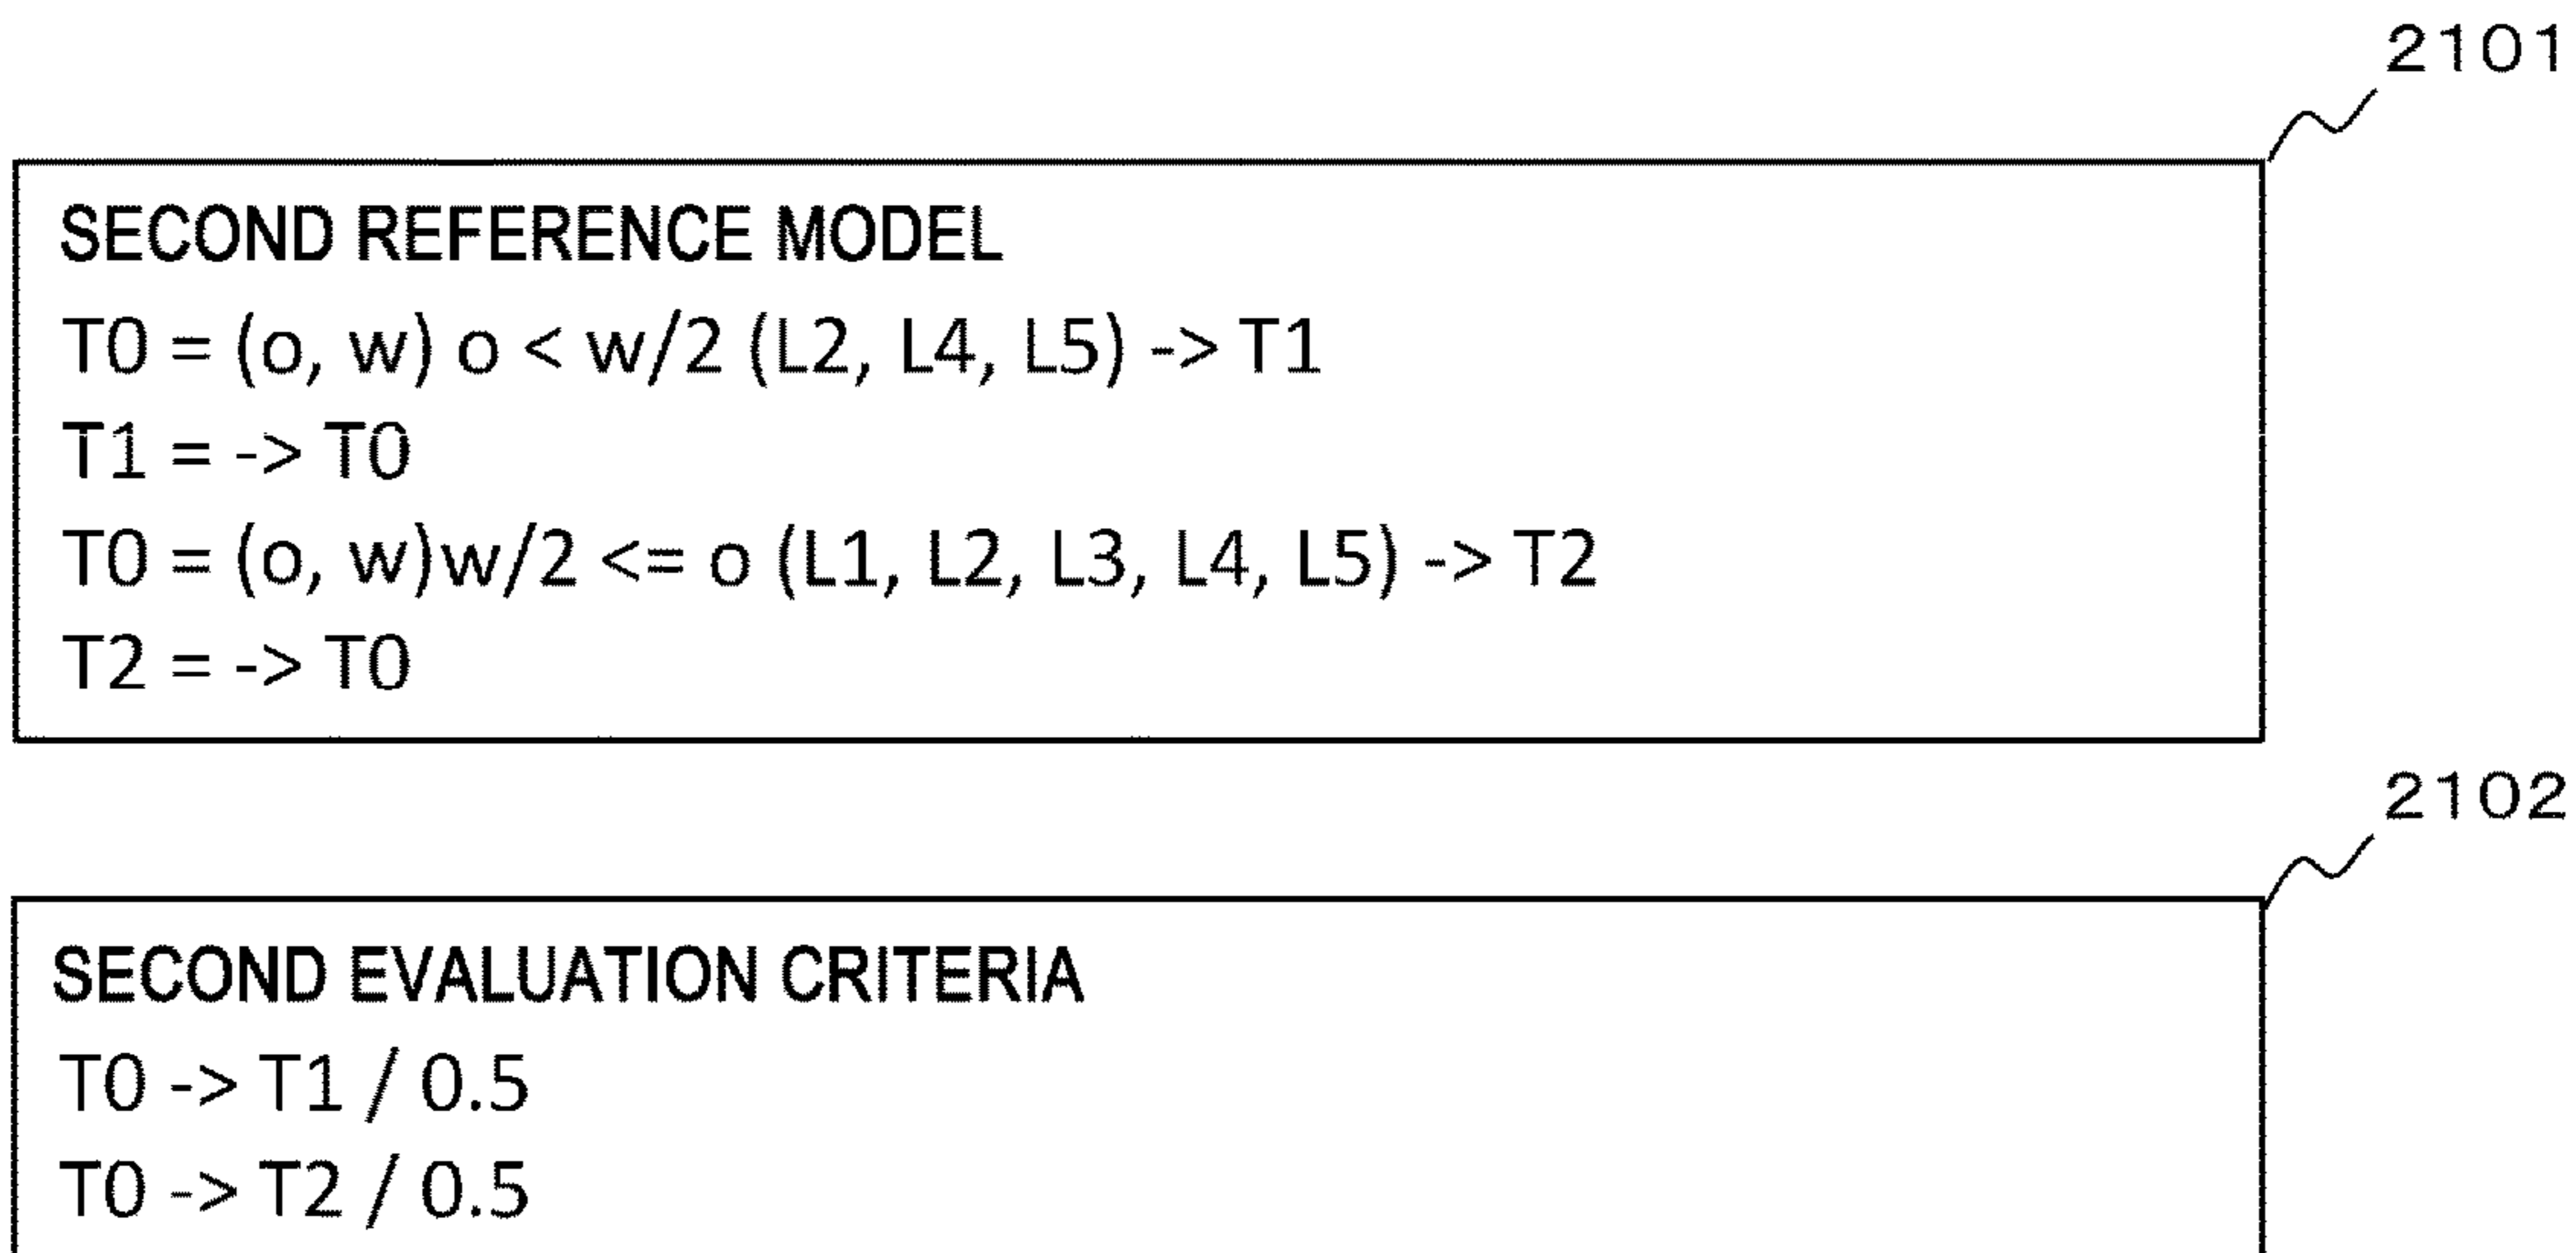 2101
SECOND REFERENCE MODEL
T0 = (o, w) o < w/2 (L2, L4, L5) -> T1
T1 = -> T0
T0 = (o, w)w/2 <= o (L1, L2, L3, L4, L5) -> T2
T2 = -> T0
2102
SECOND EVALUATION CRITERIA
T0 -> T1 / 0.5
T0 -> T2 / 0.5